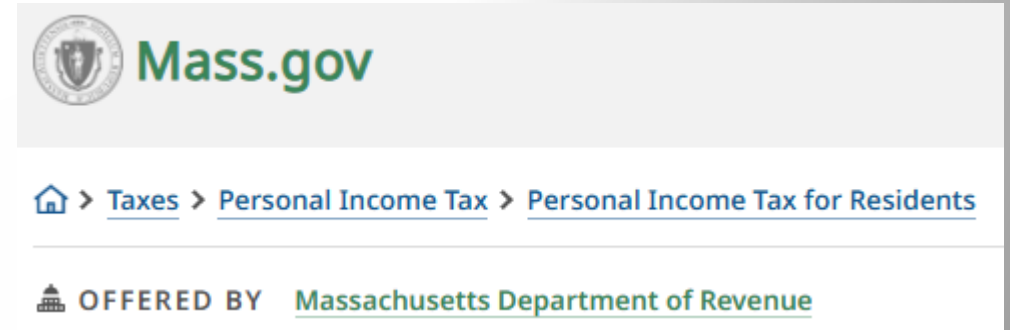 Mass.gov
Taxes > Personal Income Tax > Personal Income Tax for Residents
OFFERED BY Massachusetts Department of Revenue